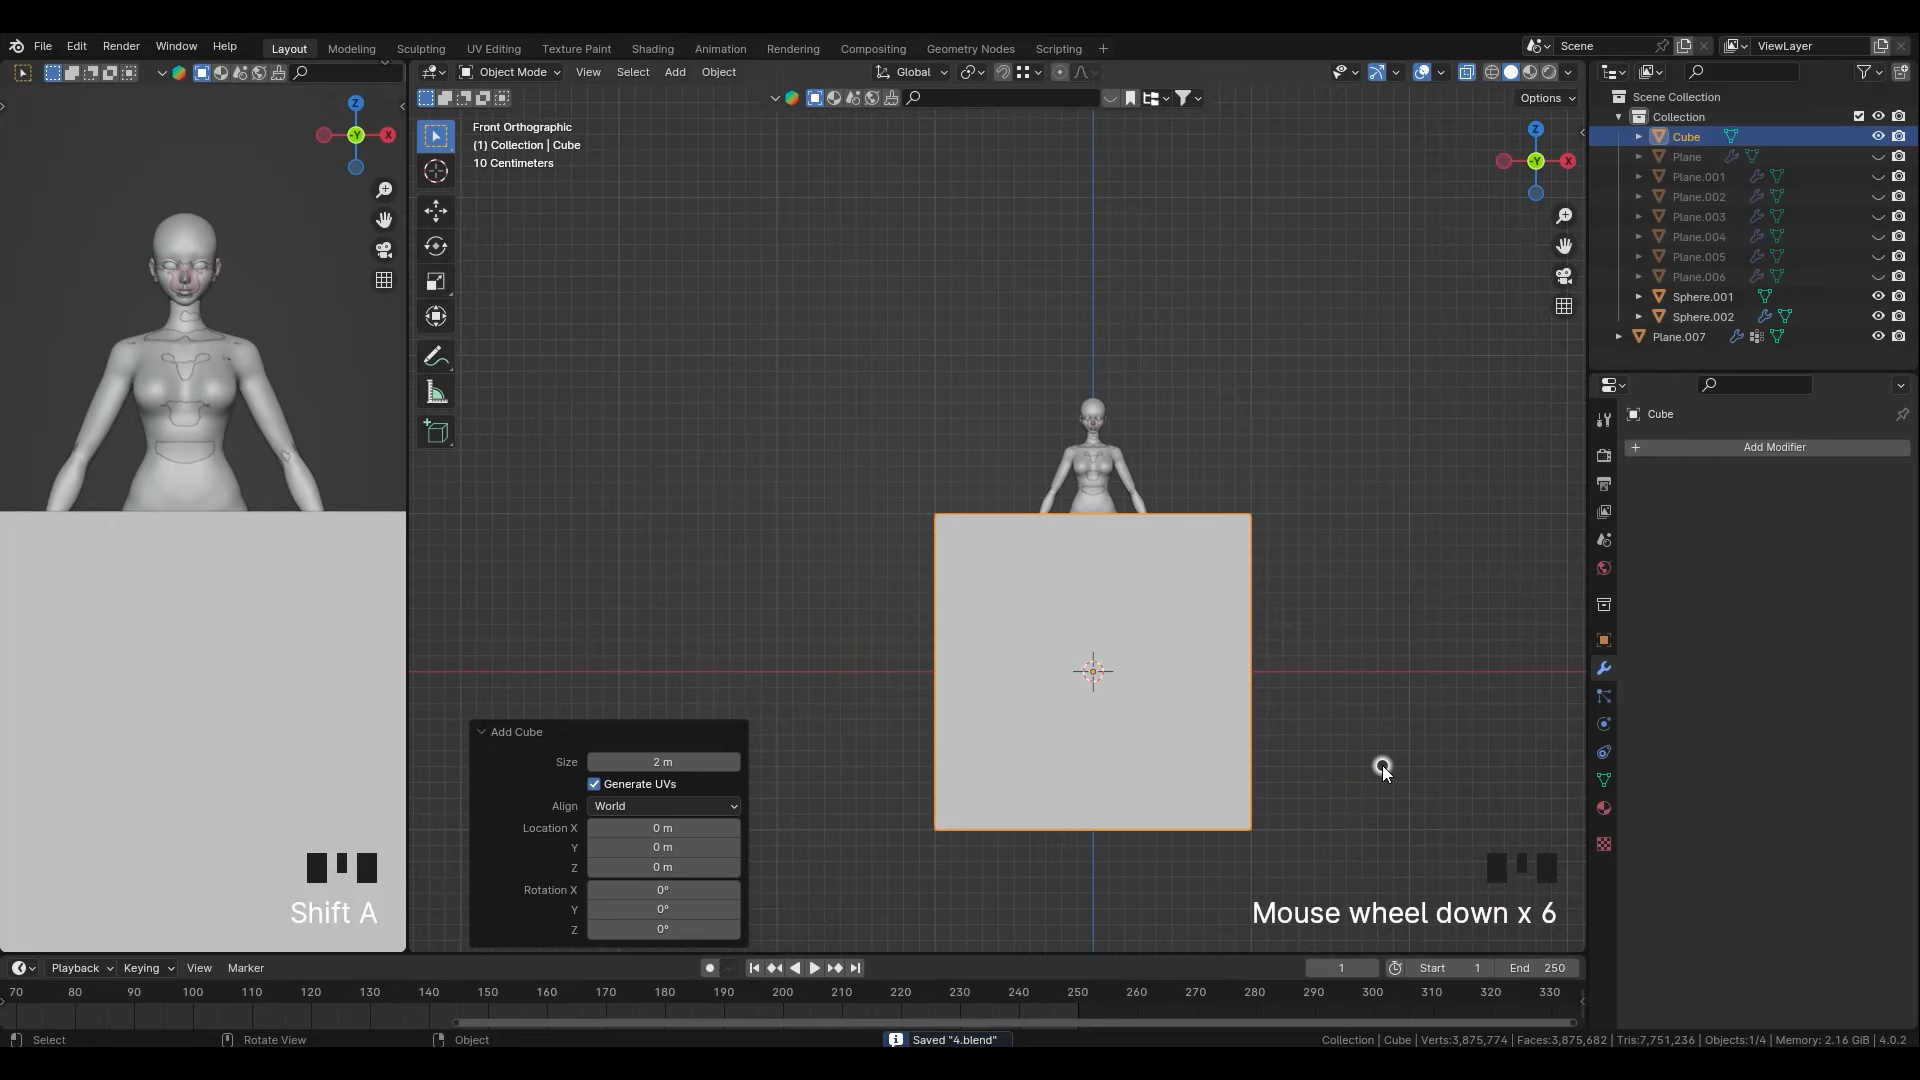 File Edit Render Window Help Layout Modeling Sculpting UV Editing Texture Paint Shading Animation Rendering Compositing Geometry Nodes Scripting + Scene ViewLayer
Object Mode View Select Add Object Global
Options
Front Orthographic
(1) Collection | Cube
10 Centimeters
Z
X
-Y
Z
X
-Y
Scene Collection
Collection
Cube
Plane
Plane.001
Plane.002
Plane.003
Plane.004
Plane.005
Plane.006
Sphere.001
Sphere.002
Plane.007
Cube
+ Add Modifier
Add Cube
Size 2 m
Generate UVs
Align World
Location X 0 m
Y 0 m
Z 0 m
Rotation X 0°
Y 0°
Z 0°
Shift A
Mouse wheel down x 6
Playback Keying View Marker 1 Start 1 End 250
70 80 90 100 110 120 130 140 150 160 170 180 190 200 210 220 230 240 250 260 270 280 290 300 310 320 330
Select Rotate View Object Saved "4.blend" Collection | Cube | Verts:3,875,774 | Faces:3,875,682 | Tris:7,751,236 | Objects:1/4 | Memory: 2.16 GiB | 4.0.2